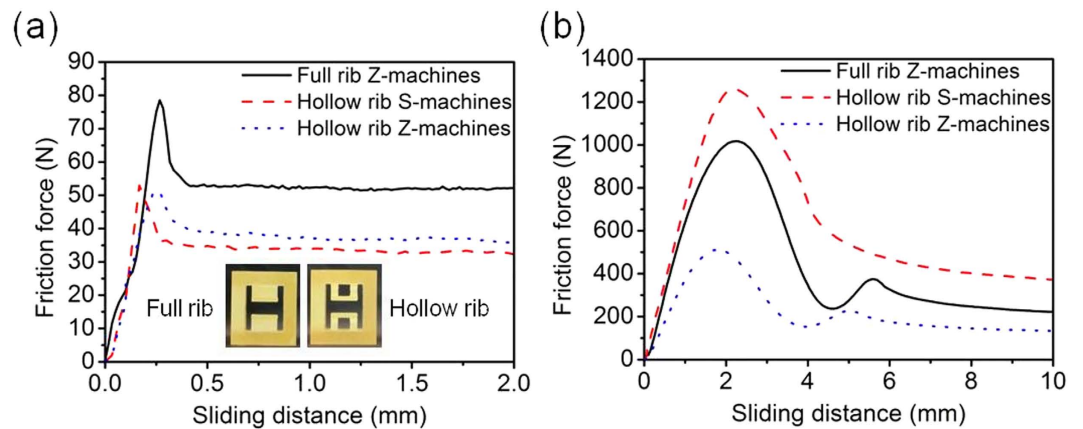 (a)
90
80
70
60
50
40
30
20
10
0
Friction force (N)
Full rib Z-machines
Hollow rib S-machines
Hollow rib Z-machines
Full rib
Hollow rib
0.0 0.5 1.0 1.5 2.0
Sliding distance (mm)
(b)
1400
1200
1000
800
600
400
200
0
Friction force (N)
Full rib Z-machines
Hollow rib S-machines
Hollow rib Z-machines
0 2 4 6 8 10
Sliding distance (mm)